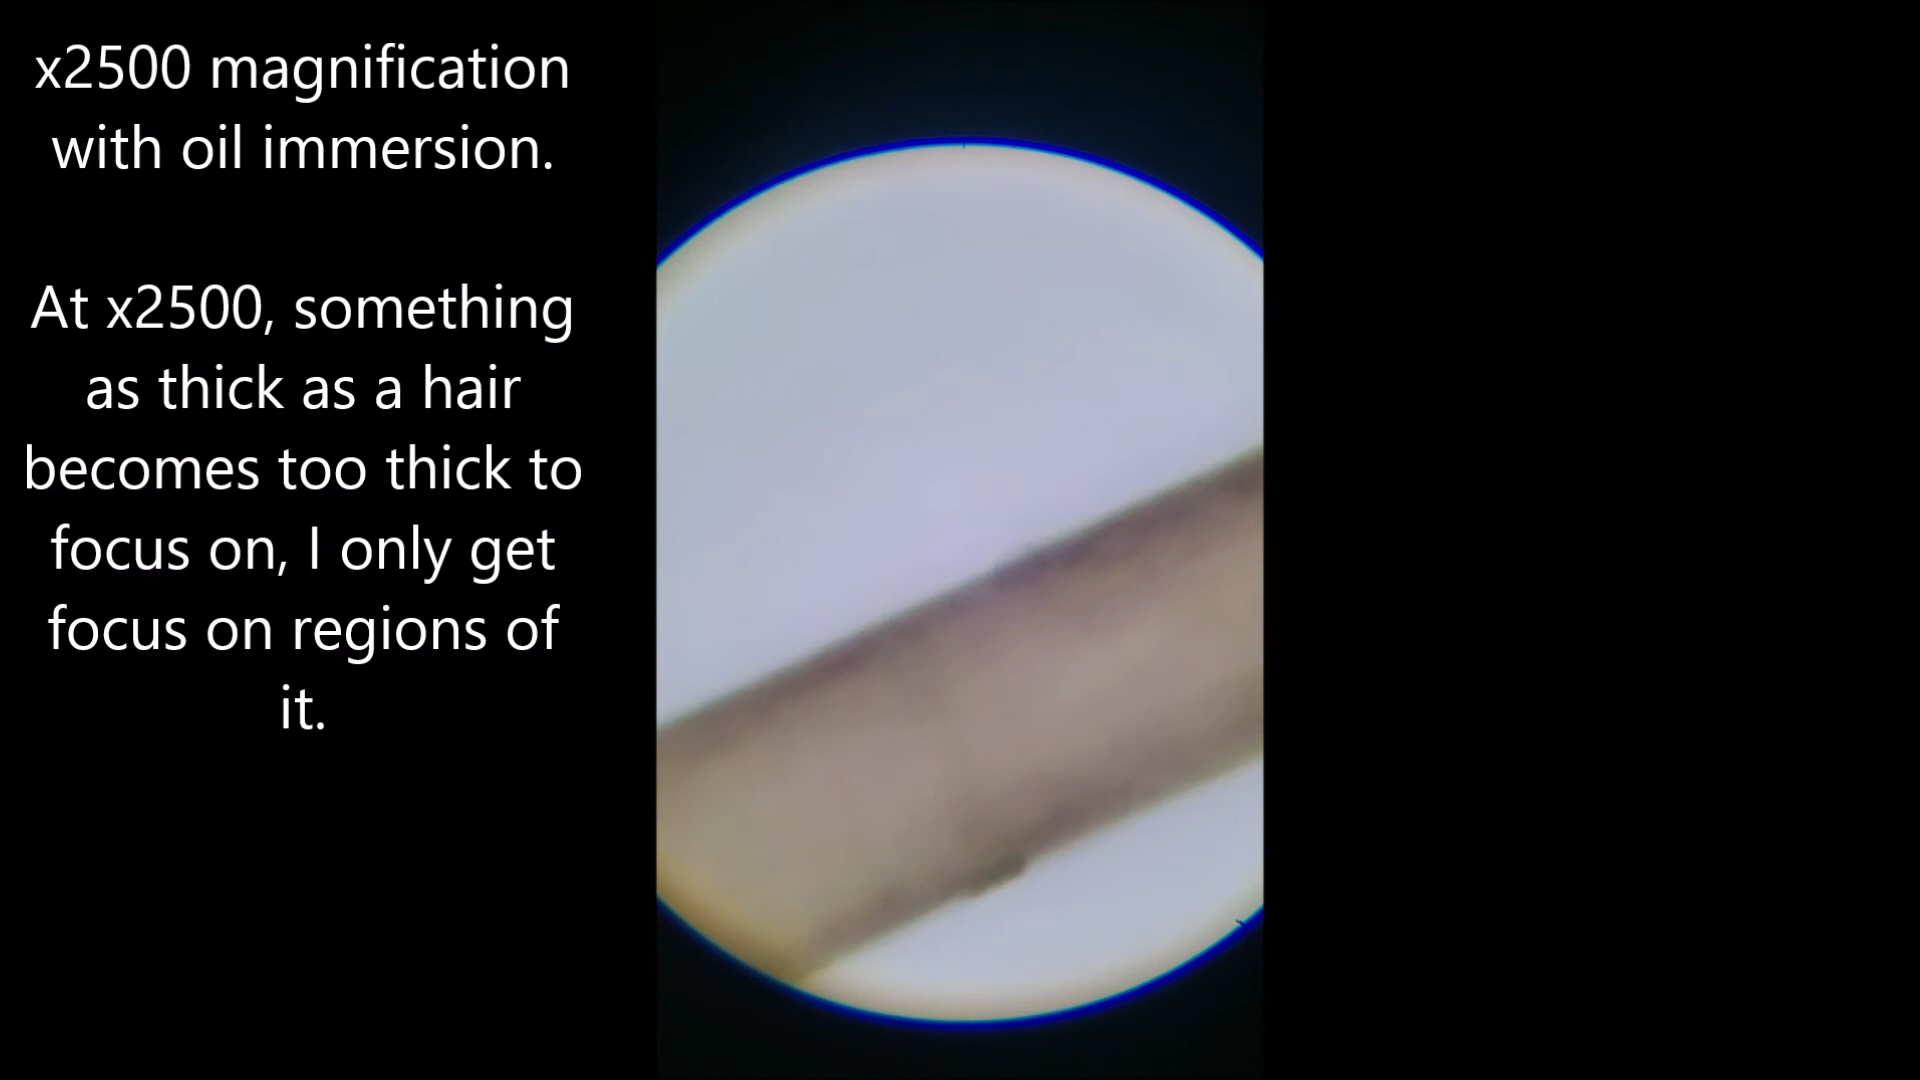 x2500 magnification
with oil immersion.
At x2500, something
as thick as a hair
becomes too thick to
focus on, I only get
focus on regions of
it.